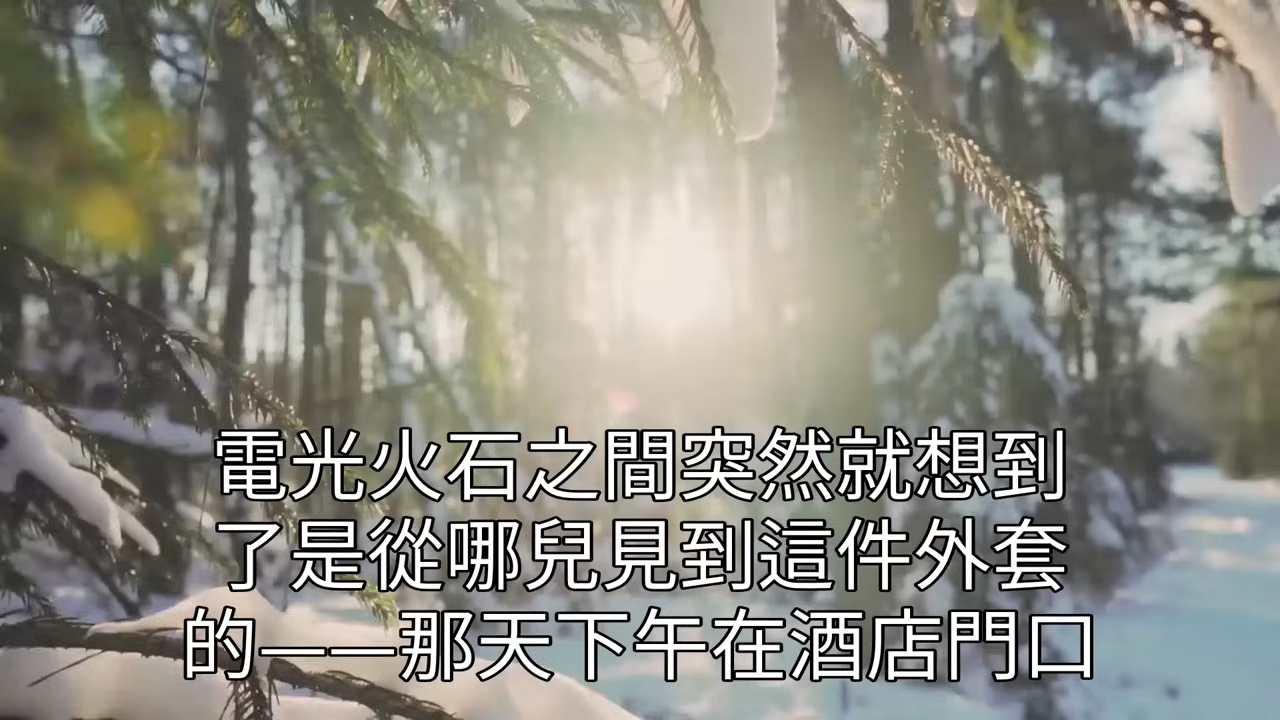 電光火石之間突然就想到
了是從哪兒見到這件外套
的——那天下午在酒店門口